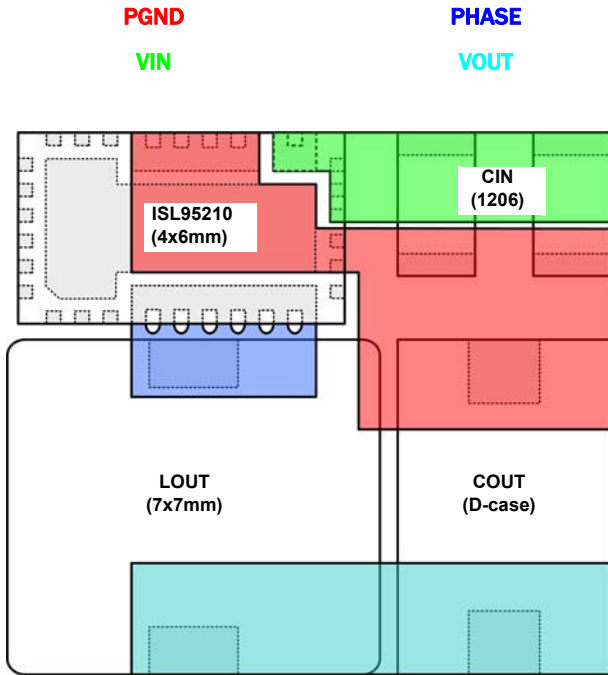 PGND
PHASE
VIN
VOUT
CIN
(1206)
ISL95210
(4x6mm)
LOUT
(7x7mm)
COUT
(D-case)